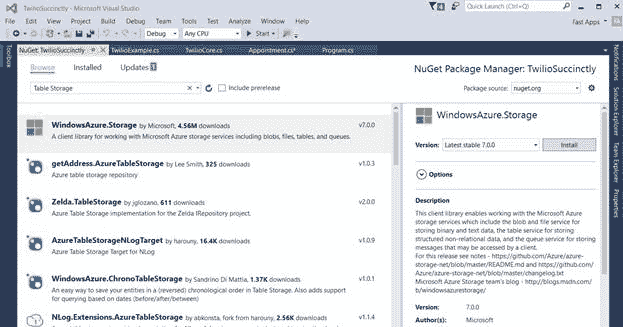 TwilioSuccinctly - Microsoft Visual Studio
4
Quick Launch (Ctrl+Q)
File Edit View Project Build Debug Team Tools Test Analyze Window Help
Fast Apps
Debug Any CPU Start
Toolbox
NuGet: TwilioSuccinctly TwilioExample.cs TwilioCore.cs Appointment.cs* Program.cs
Browse Installed Updates
NuGet Package Manager: TwilioSuccinctly
Table Storage
Include prerelease
Package source: nuget.org
WindowsAzure.Storage by Microsoft, 4.56M downloads v7.0.0
A client library for working with Microsoft Azure storage services including blobs, files, tables, and queues.
getAddress.AzureTableStorage by Lee Smith, 325 downloads v1.0.3
Azure table storage repository
Zelda.TableStorage by jglozano, 611 downloads v2.0.0
Azure Table Storage implementation for the Zelda IRepository project.
AzureTableStorageNLogTarget by harouny, 16.4K downloads v1.0.9
Azure Table Storage Target for NLog
WindowsAzure.ChronoTableStorage by Sandrino Di Mattia, 1.37K downloads v1.0.1
An easy way to save your entities in a (reversed) chronological order in Table Storage. Also adds support
for querying based on dates (before/after/between)
NLog.Extensions.AzureTableStorage by abkonsta, fork from harouny, 2.56K downloads v1.1.4
WindowsAzure.Storage
Version: Latest stable 7.0.0 Install
Options
Description
This client library enables working with the Microsoft Azure
storage services which include the blob and file service for
storing binary and text data, the table service for storing
structured non-relational data, and the queue service for storing
messages that may be accessed by a client.
For this release see notes - https://github.com/Azure/azure-
storage-net/blob/master/README.md and https://github.com/
Azure/azure-storage-net/blob/master/changelog.txt
Microsoft Azure Storage team's blog - http://blogs.msdn.com/
b/windowsazurestorage/
Version: 7.0.0
Author(s): Microsoft
Notifications
Solution Explorer
Team Explorer
Properties